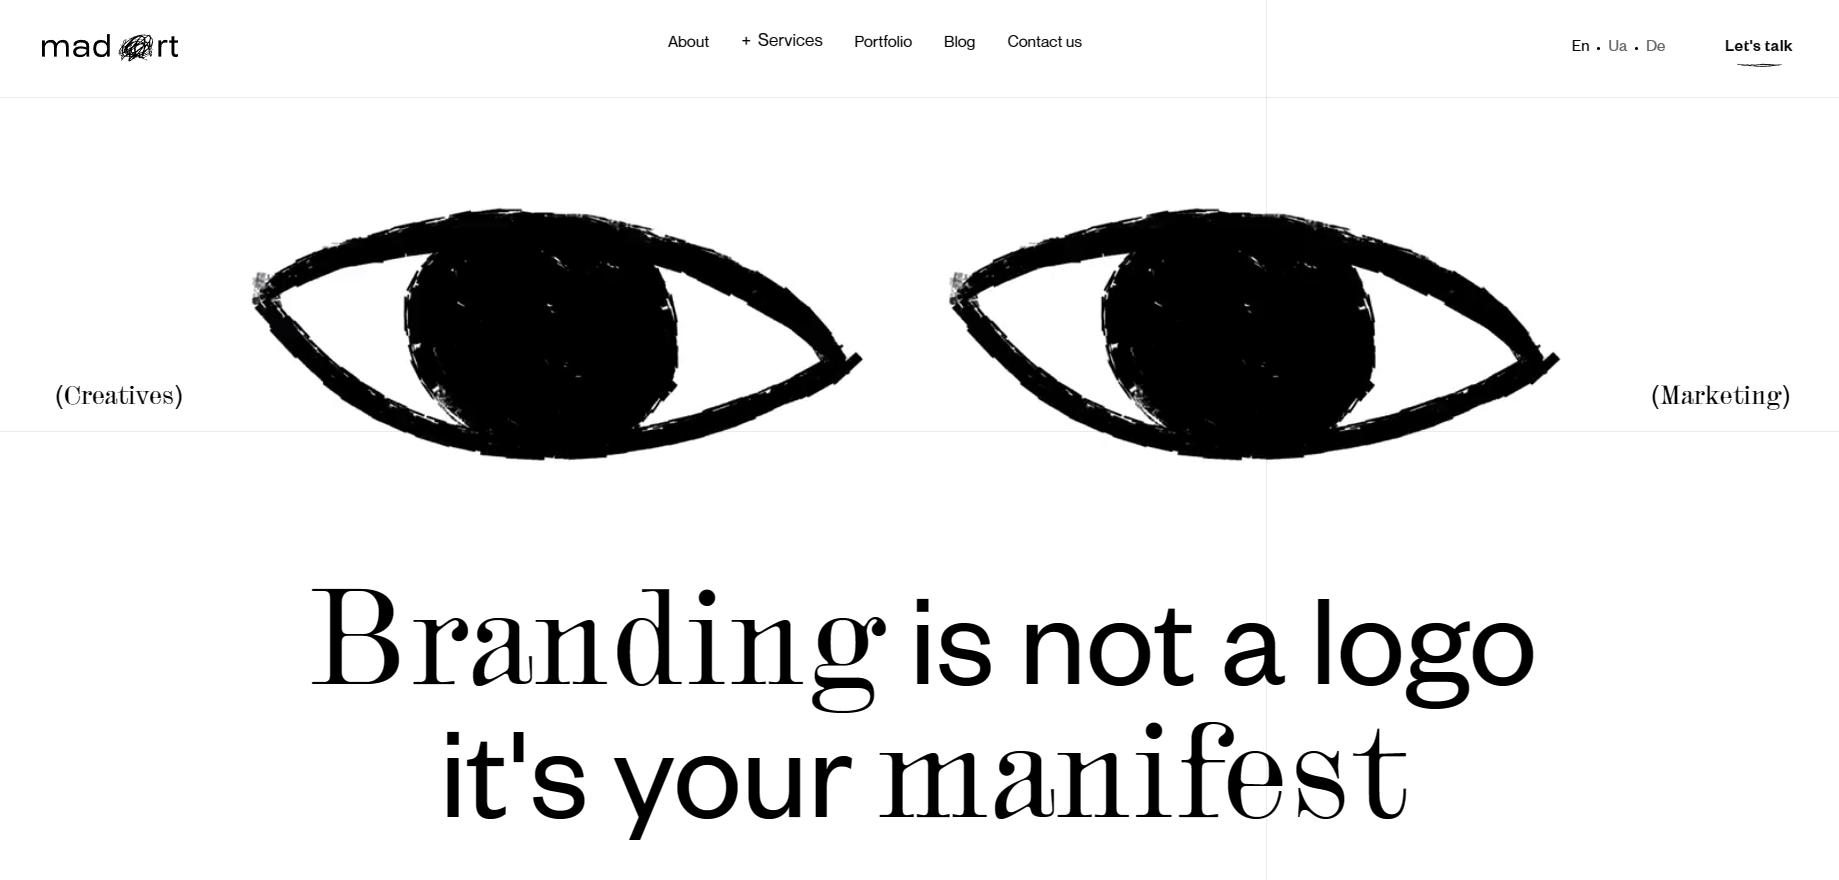 mad rt
About
+ Services
Portfolio
Blog
Contact us
En • Ua • De
Let's talk
(Creatives)
(Marketing)
Branding is not a logo
it's your manifest